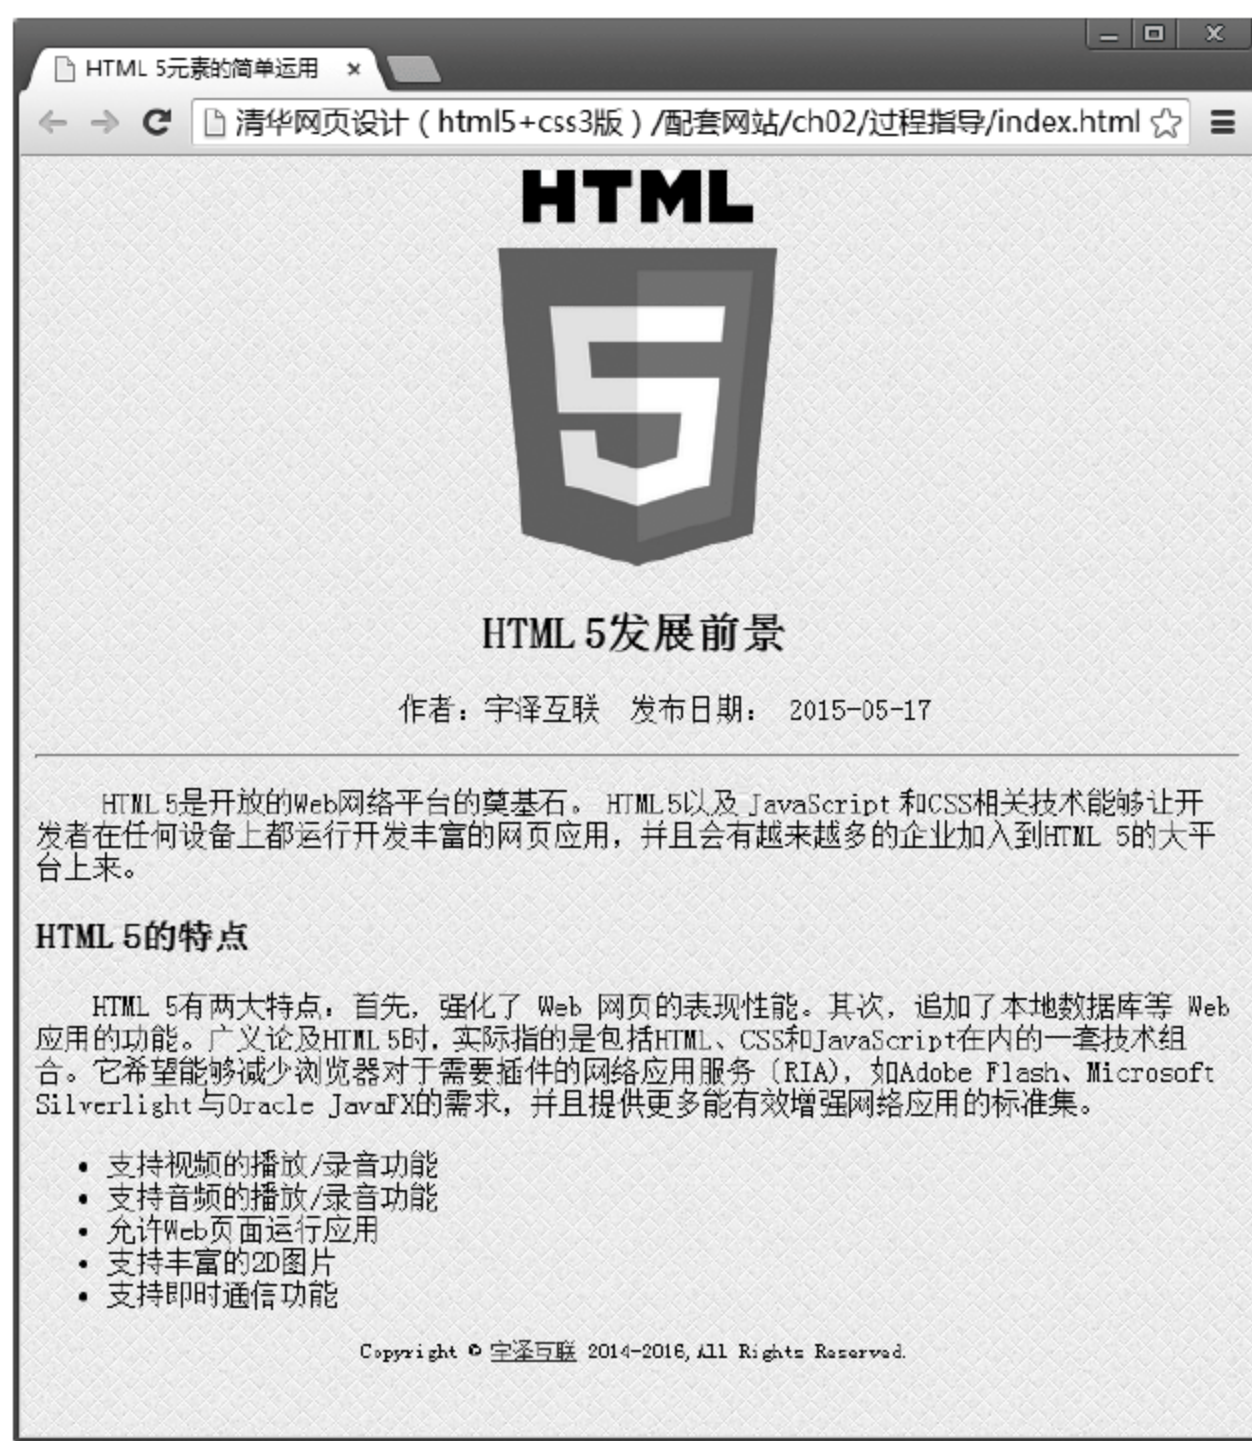 HTML 5元素的简单运用
清华网页设计（html5+css3版）/配套网站/ch02/过程指导/index.html
HTML
5
HTML 5发展前景
作者：宇泽互联 发布日期： 2015-05-17
HTML 5是开放的Web网络平台的奠基石。 HTML5以及 JavaScript 和CSS相关技术能够让开
发者在任何设备上都运行开发丰富的网页应用，并且会有越来越多的企业加入到HTML 5的大平
台上来。
HTML 5的特点
HTML 5有两大特点：首先，强化了 Web 网页的表现性能。其次，追加了本地数据库等 Web
应用的功能。广义论及HTML 5时，实际指的是包括HTML、CSS和JavaScript在内的一套技术组
合。它希望能够减少浏览器对于需要插件的网络应用服务（RIA），如Adobe Flash、Microsoft
Silverlight与Oracle JavaFX的需求，并且提供更多能有效增强网络应用的标准集。
• 支持视频的播放/录音功能
• 支持音频的播放/录音功能
• 允许Web页面运行应用
• 支持丰富的2D图片
• 支持即时通信功能
Copyright © 宇泽互联 2014-2016, All Rights Reserved.